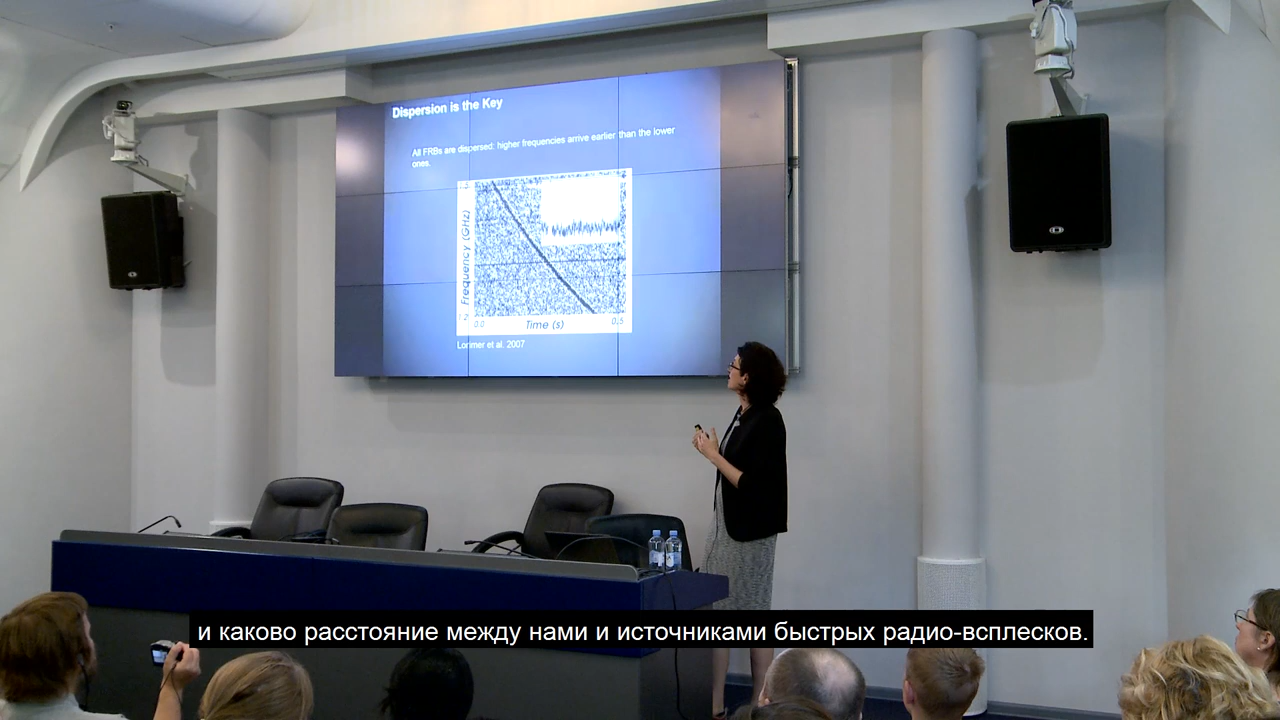 Dispersion is the Key
All FRBs are dispersed: higher frequencies arrive earlier than the lower
ones.
Frequency (GHz)
0.0
Time (s)
0.5
Lorimer et al. 2007
и каково расстояние между нами и источниками быстрых радио-всплесков.